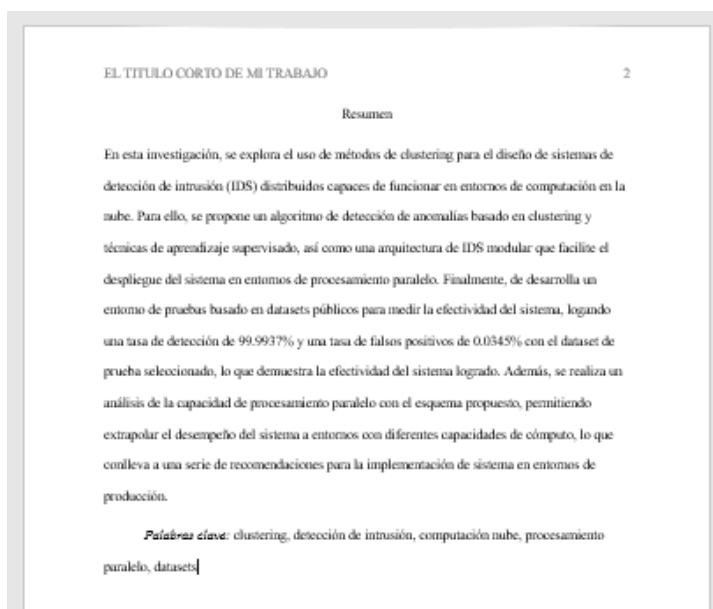 EL TITULO CORTO DE MI TRABAJO 2
Resumen
En esta investigación, se explora el uso de métodos de clustering para el diseño de sistemas de
detección de intrusión (IDS) distribuidos capaces de funcionar en entornos de computación en la
nube. Para ello, se propone un algoritmo de detección de anomalías basado en clustering y
técnicas de aprendizaje supervisado, así como una arquitectura de IDS modular que facilite el
despliegue del sistema en entornos de procesamiento paralelo. Finalmente, de desarrolla un
entorno de pruebas basado en datasets públicos para medir la efectividad del sistema, logando
una tasa de detección de 99.9937% y una tasa de falsos positivos de 0.0345% con el dataset de
prueba seleccionado, lo que demuestra la efectividad del sistema logrado. Además, se realiza un
análisis de la capacidad de procesamiento paralelo con el esquema propuesto, permitiendo
extrapolar el desempeño del sistema a entornos con diferentes capacidades de cómputo, lo que
conlleva a una serie de recomendaciones para la implementación de sistema en entornos de
producción.
Palabras clave: clustering, detección de intrusión, computación nube, procesamiento
paralelo, datasets